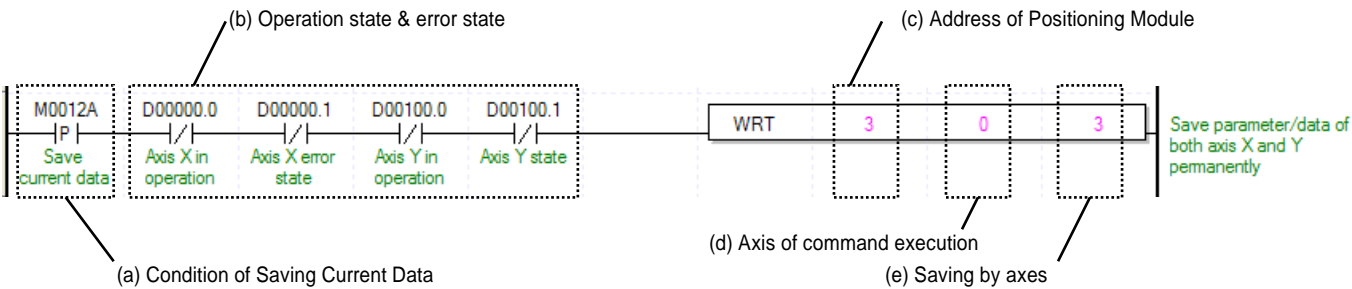 (b) Operation state & error state
(c) Address of Positioning Module
M0012A
D00000.0
D00000.1
D00100.0
D00100.1
P
WRT 3 0 3
Save
current data
Axis X in
operation
Axis X error
state
Axis Y in
operation
Axis Y state
Save parameter/data of
both axis X and Y
permanently
(d) Axis of command execution
(a) Condition of Saving Current Data
(e) Saving by axes